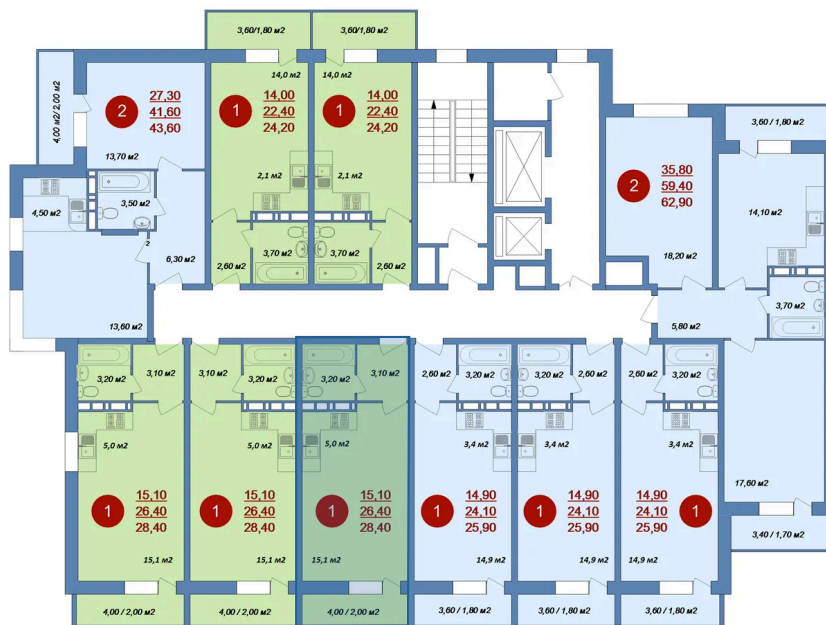 3,60/1,80 м2
3,60/1,80 м2
4,00 м2/ 2,00 м2
2
27,30
41,60
43,60
13,70 м2
14,0 м2
1
14,00
22,40
24,20
2,1 м2
14,0 м2
1
14,00
22,40
24,20
2,1 м2
3,60 / 1,80 м2
2
35,80
59,40
62,90
18,20 м2
14,10 м2
4,50 м2
3,50 м2
2
6,30 м2
13,60 м2
2,60 м2
3,70 м2
3,70 м2
2,60 м2
5,80 м2
3,70 м2
17,60 м2
3,40 / 1,70 м2
3,20 м2
3,10 м2
3,10 м2
3,20 м2
3,20 м2
3,10 м2
2,60 м2
3,20 м2
3,20 м2
2,60 м2
2,60 м2
3,20 м2
5,0 м2
5,0 м2
5,0 м2
3,4 м2
3,4 м2
3,4 м2
1
15,10
26,40
28,40
15,1 м2
1
15,10
26,40
28,40
15,1 м2
1
15,10
26,40
28,40
15,1 м2
1
14,90
24,10
25,90
14,9 м2
1
14,90
24,10
25,90
14,9 м2
14,90
24,10
25,90
1
14,9 м2
4,00 / 2,00 м2
4,00 / 2,00 м2
4,00 / 2,00 м2
3,60 / 1,80 м2
3,60 / 1,80 м2
3,60 / 1,80 м2